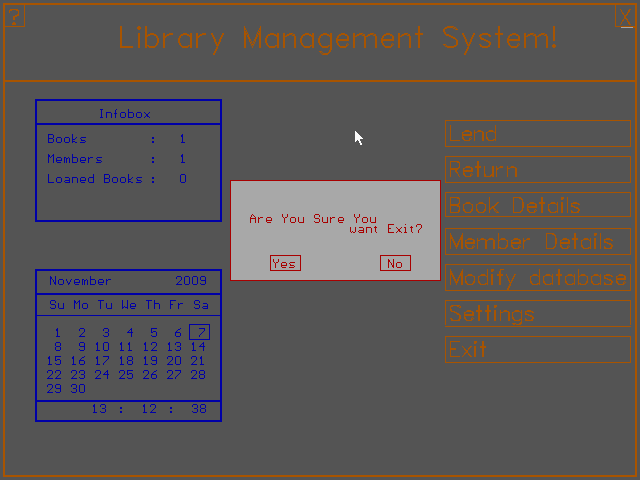 ?
X
Library Management System!
Infobox
Books : 1
Members : 1
Loaned Books : 0
Are You Sure You
want Exit?
Yes No
Lend
Return
Book Details
Member Details
Modify database
Settings
Exit
November 2009
Su Mo Tu We Th Fr Sa
1 2 3 4 5 6 7
8 9 10 11 12 13 14
15 16 17 18 19 20 21
22 23 24 25 26 27 28
29 30
13 : 12 : 38